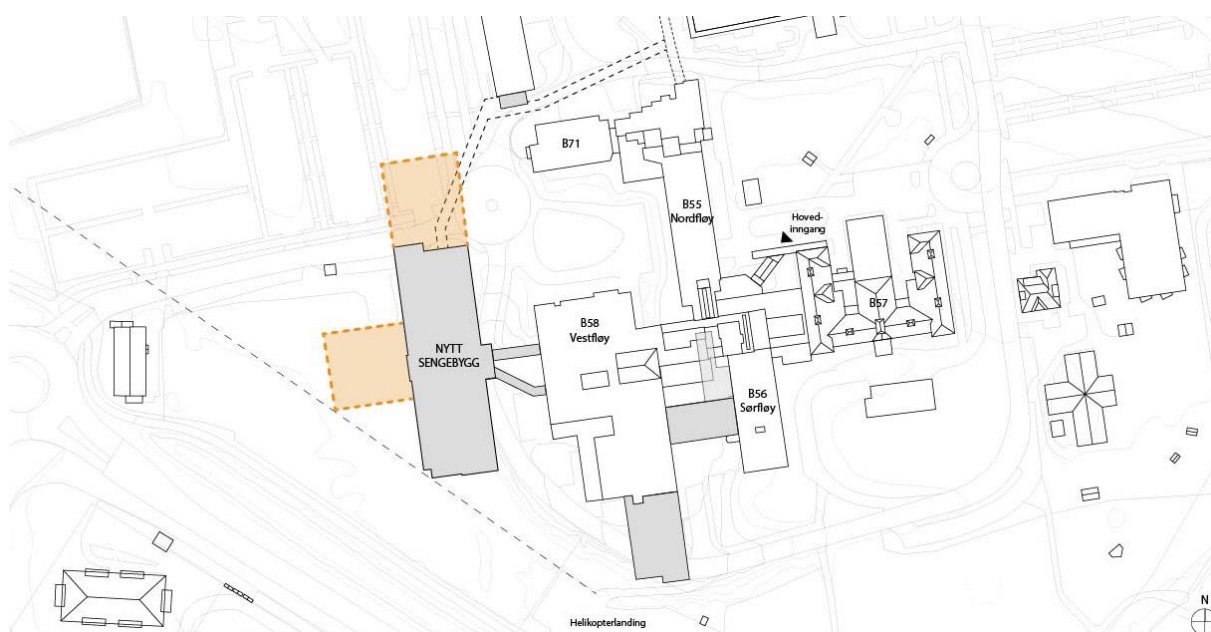 B71
B55
Nordfløy
Hoved-
inngang
B57
B58
Vestfløy
NYTT
SENGEBYGG
B56
Sørfløy
Helikopterlanding
N